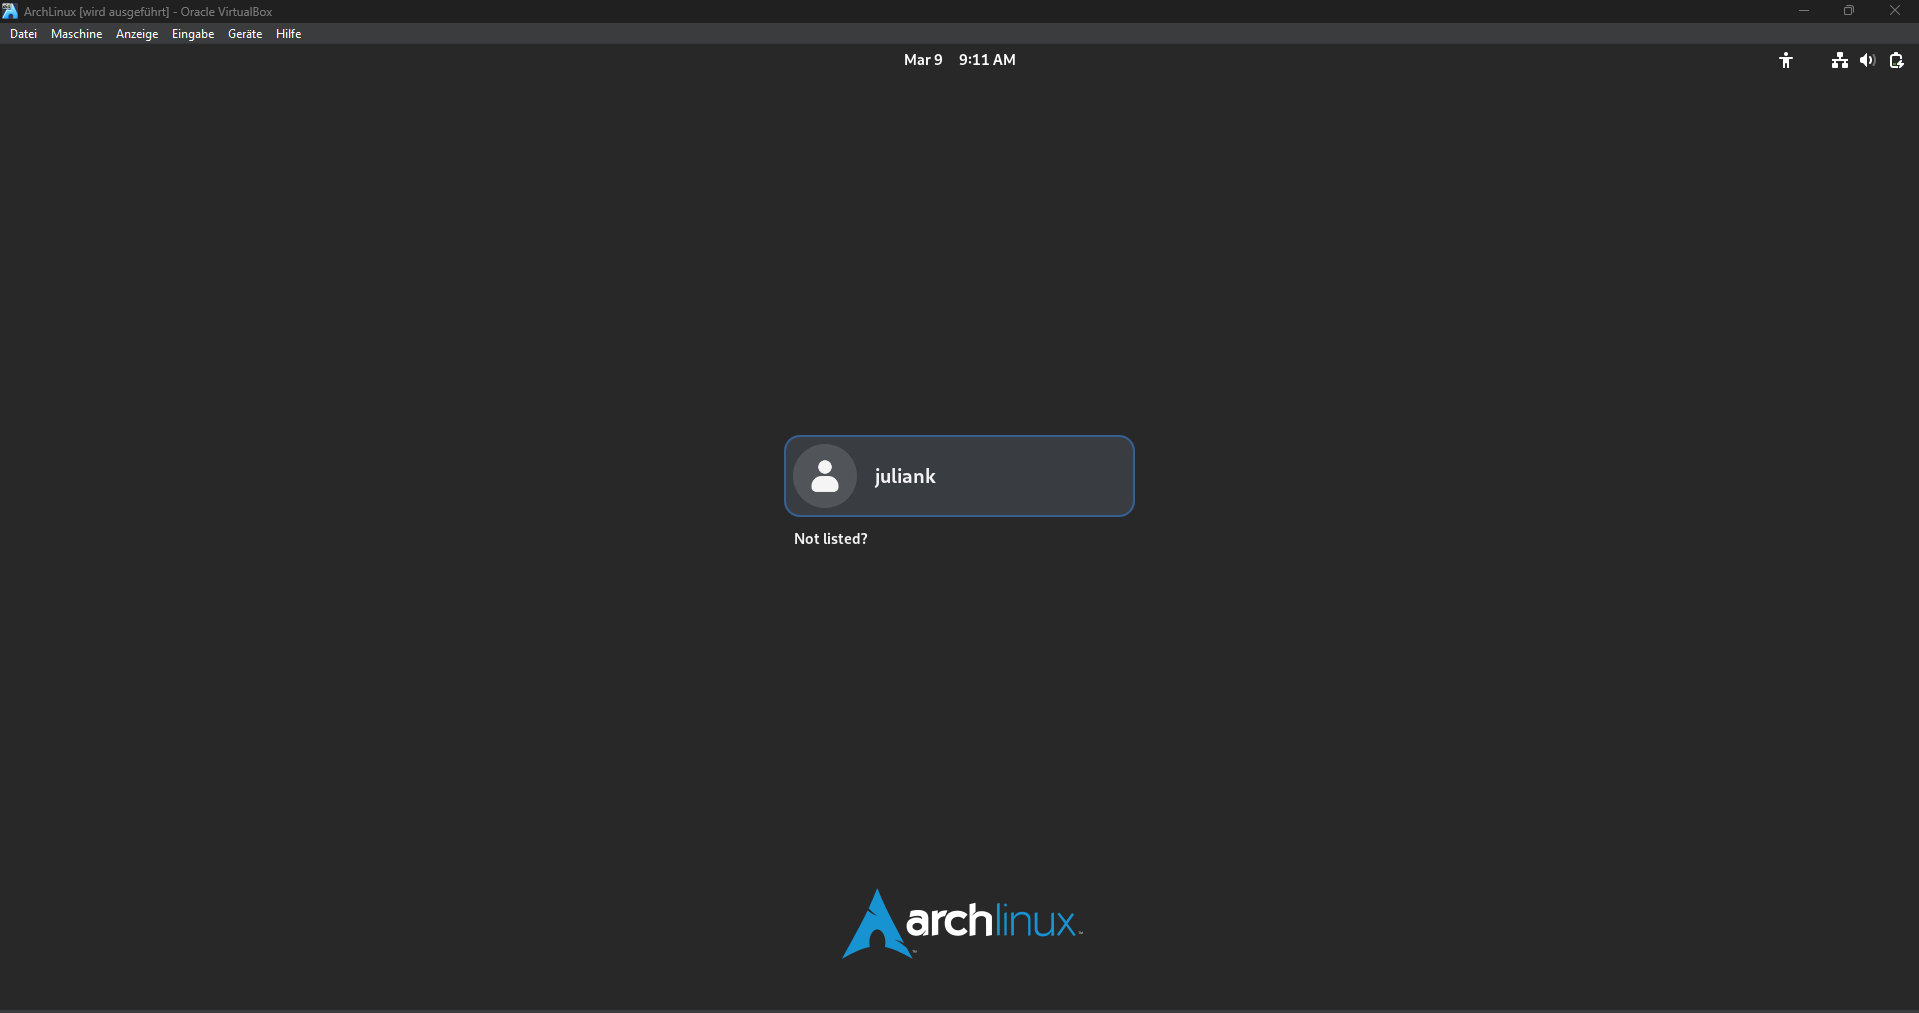 ArchLinux [wird ausgeführt] - Oracle VirtualBox
Datei Maschine Anzeige Eingabe Geräte Hilfe
Mar 9 9:11 AM
juliank
Not listed?
archlinux